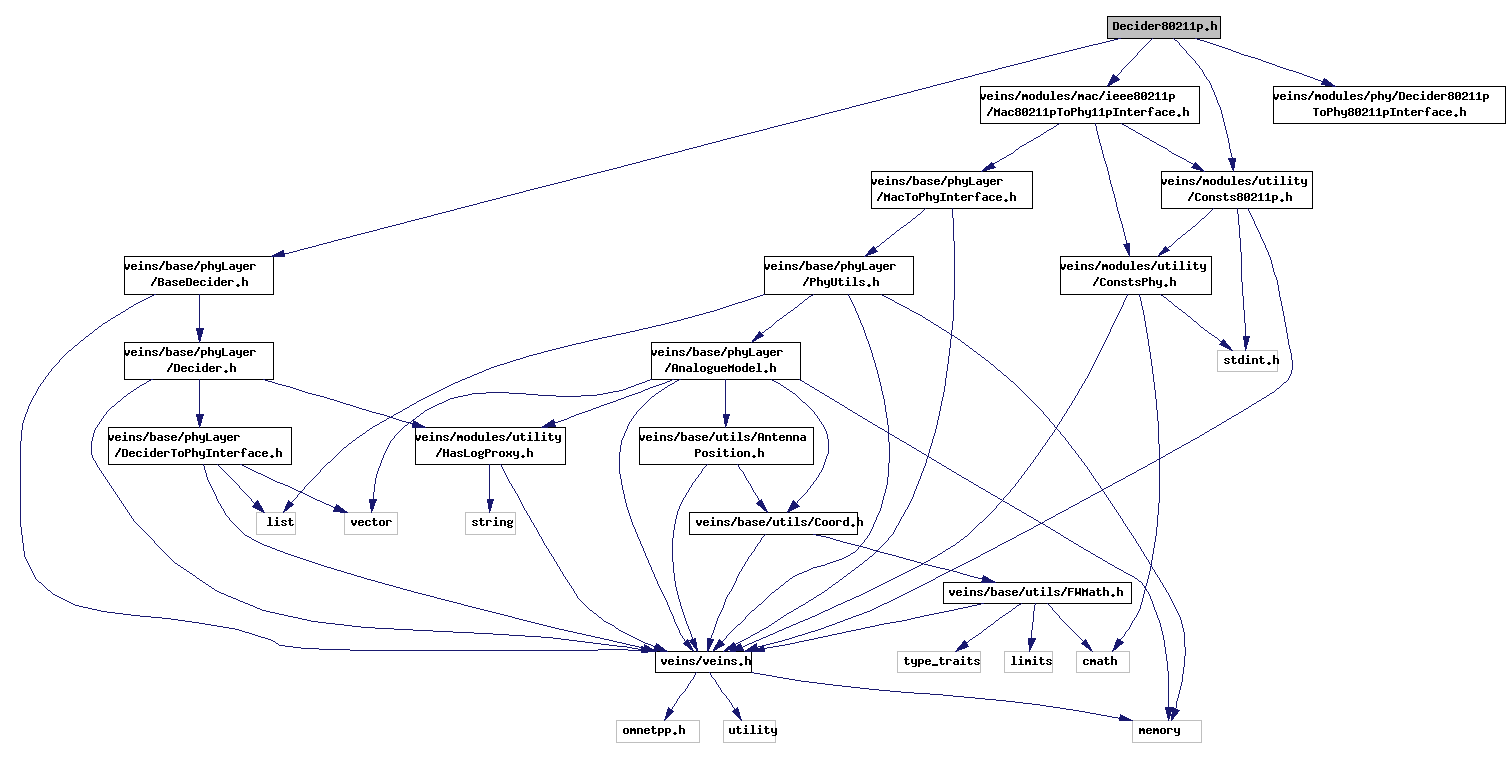 Decider80211p.h
veins/modules/mac/ieee80211p
/Mac80211pToPhy11pInterface.h
veins/modules/phy/Decider80211p
ToPhy80211pInterface.h
veins/base/phyLayer
/MacToPhyInterface.h
veins/modules/utility
/Consts80211p.h
veins/base/phyLayer
/BaseDecider.h
veins/base/phyLayer
/PhyUtils.h
veins/modules/utility
/ConstsPhy.h
veins/base/phyLayer
/Decider.h
veins/base/phyLayer
/AnalogueModel.h
stdint.h
veins/base/phyLayer
/DeciderToPhyInterface.h
veins/modules/utility
/HasLogProxy.h
veins/base/utils/Antenna
Position.h
list
vector
string
veins/base/utils/Coord.h
veins/base/utils/FWMath.h
veins/veins.h
type_traits
limits
cmath
omnetpp.h
utility
memory